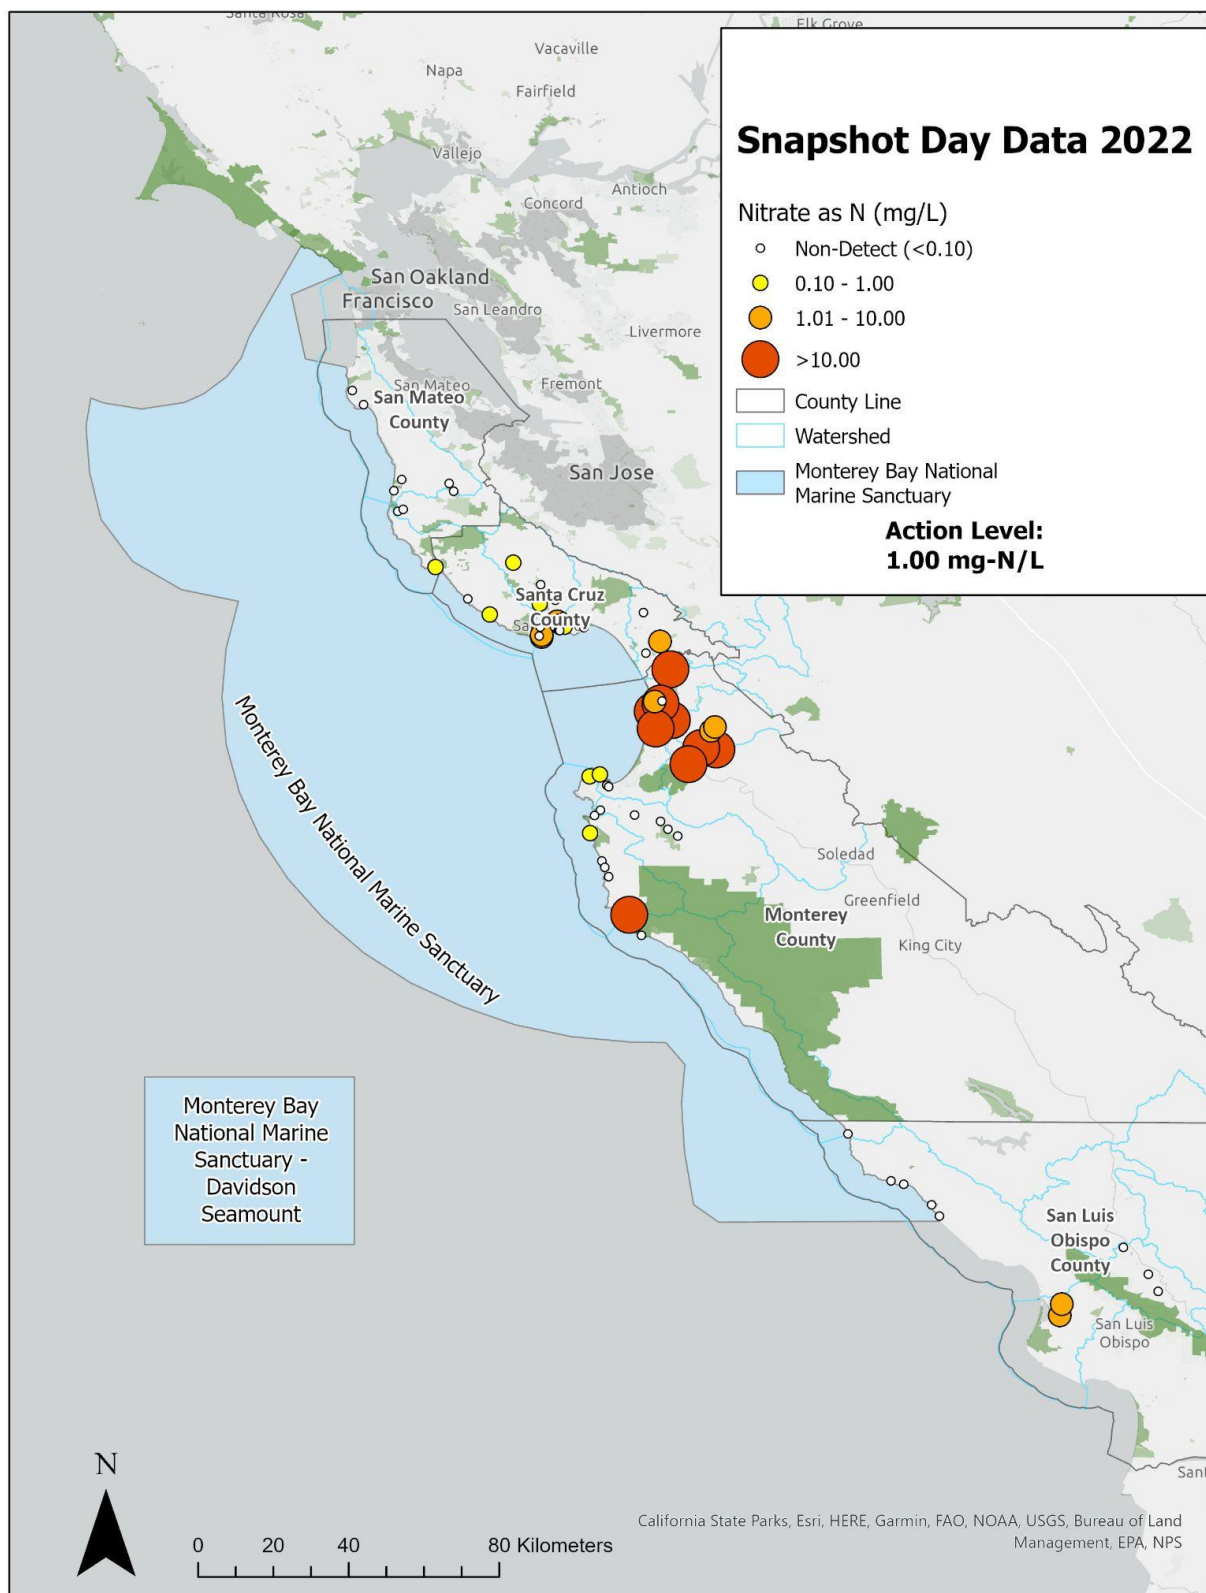 Santa Rosa
Elk Grove
Vacaville
Napa
Fairfield
Vallejo
Antioch
Concord
San
Francisco
Oakland
San Leandro
Livermore
San Mateo
Fremont
San Mateo
County
San Jose
Santa Cruz
County
Snapshot Day Data 2022
Nitrate as N (mg/L)
Non-Detect (<0.10)
0.10 - 1.00
1.01 - 10.00
>10.00
County Line
Watershed
Monterey Bay National
Marine Sanctuary
Action Level:
1.00 mg-N/L
Monterey Bay National Marine Sanctuary
Soledad
Greenfield
Monterey
County
King City
Monterey Bay
National Marine
Sanctuary -
Davidson
Seamount
San Luis
Obispo
County
San Luis
Obispo
N
0 20 40 80 Kilometers
California State Parks, Esri, HERE, Garmin, FAO, NOAA, USGS, Bureau of Land
Management, EPA, NPS